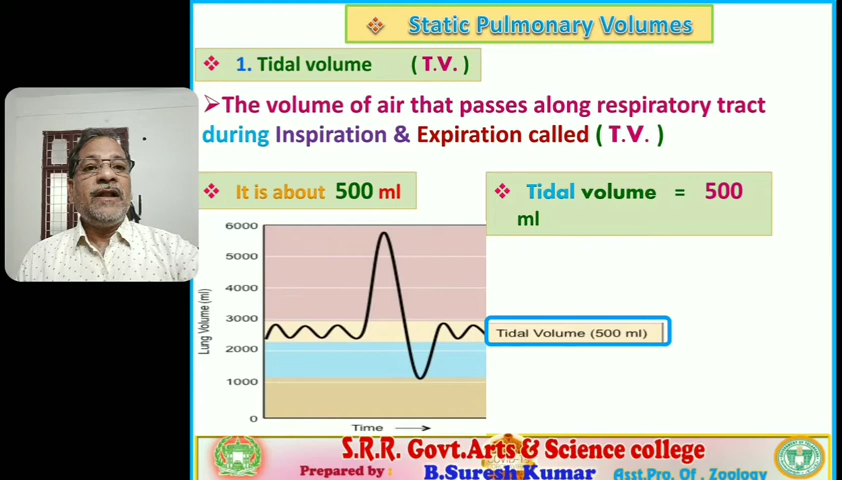 Static Pulmonary Volumes
1. Tidal volume ( T.V. )
The volume of air that passes along respiratory tract
during Inspiration & Expiration called ( T.V. )
It is about 500 ml
Tidal volume = 500
ml
6000
5000
4000
3000
2000
1000
0
Lung Volume (ml)
Tidal Volume (500 ml)
Time
S.R.R. Govt.Arts & Science college
Prepared by :
B.Suresh Kumar
Asst.Pro. Of . Zoology